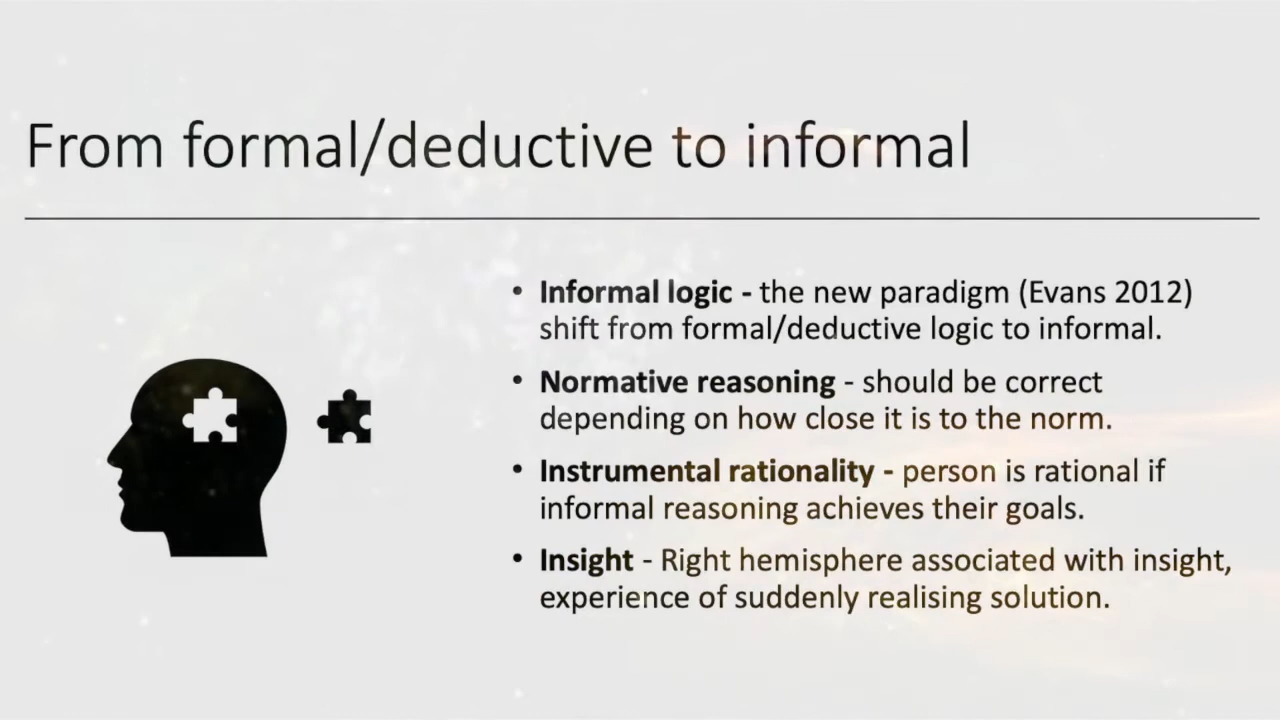 From formal/deductive to informal
• Informal logic - the new paradigm (Evans 2012)
shift from formal/deductive logic to informal.
• Normative reasoning - should be correct
depending on how close it is to the norm.
• Instrumental rationality - person is rational if
informal reasoning achieves their goals.
• Insight - Right hemisphere associated with insight,
experience of suddenly realising solution.